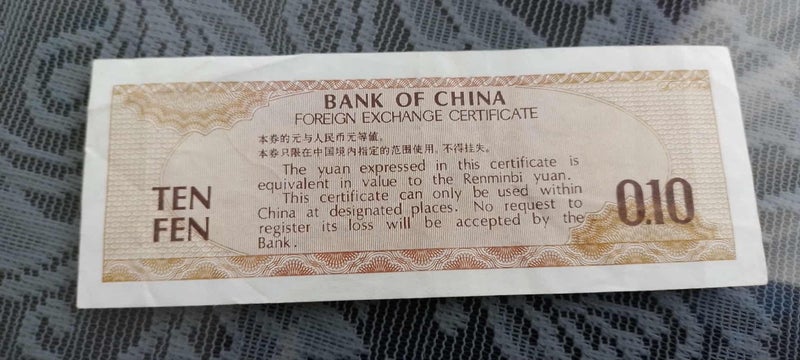 BANK OF CHINA
FOREIGN EXCHANGE CERTIFICATE
本券的元与人民币元等值。
本券只限在中国境内指定的范围使用，不得挂失。
The yuan expressed in this certificate is
equivalent in value to the Renminbi yuan.
This certificate can only be used within
China at designated places. No request to
register its loss will be accepted by the
Bank.
TEN
FEN
0.10